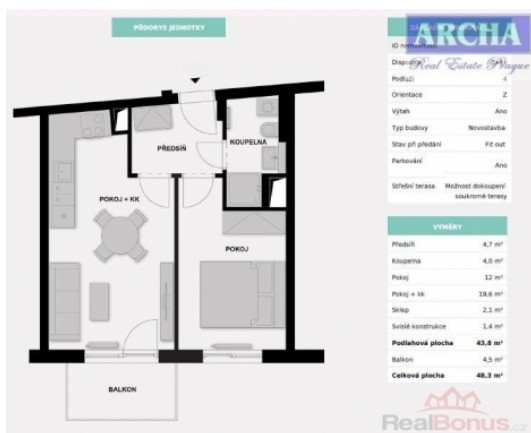 PŮDORYS JEDNOTKY
ARCHA
Real Estate Prague
ID nemovitosti
Dispozice
Podlaží 4
Orientace Z
Výtah Ano
Typ budovy Novostavba
Stav při předání Fit out
Parkování Ano
Střešní terasa Možnost dokoupení
soukromé terasy
VÝMĚRY
Předsíň 4,7 m²
Koupelna 4,0 m²
Pokoj 12 m²
Pokoj + kk 19,6 m²
Sklep 2,1 m²
Svislé konstrukce 1,4 m²
Podlahová plocha 43,8 m²
Balkon 4,5 m²
Celková plocha 48,3 m²
PŘEDSÍŇ
KOUPELNA
POKOJ + KK
POKOJ
BALKON
RealBonus.cz